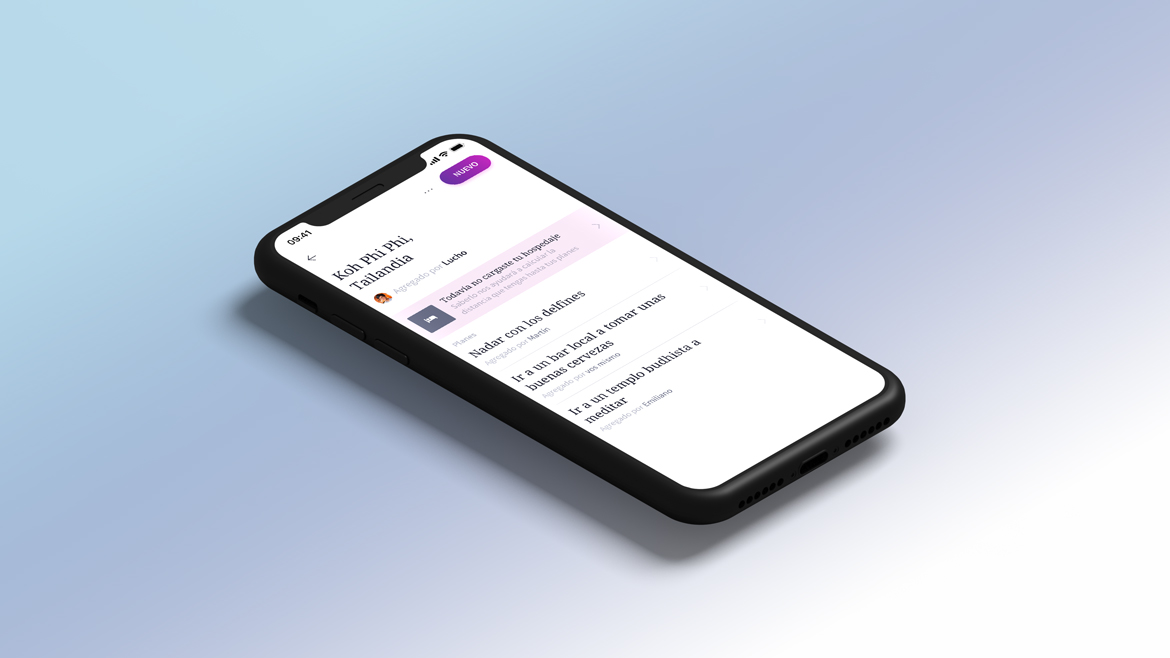 09:41
NUEVO
Koh Phi Phi,
Tailandia
Agregado por Lucho
Todavía no cargaste tu hospedaje
Saberlo nos ayudará a calcular la
distancia que tengan hasta tus planes
Planes
Nadar con los delfines
Agregado por Martín
Ir a un bar local a tomar unas
buenas cervezas
Agregado por vos mismo
Ir a un templo budhista a
meditar
Agregado por Emiliano